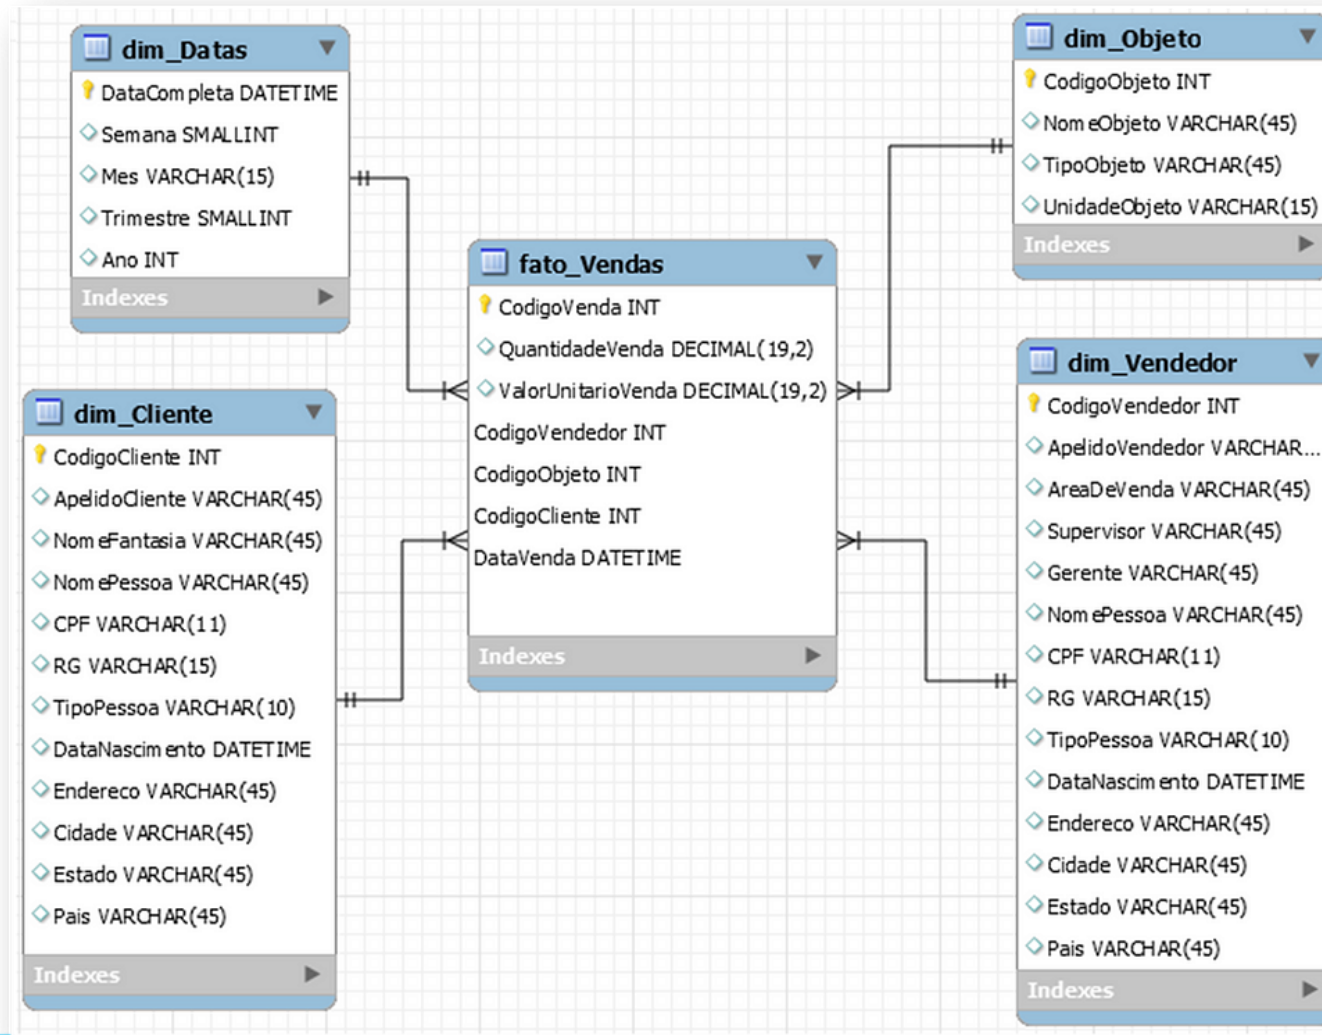 dim_Datas
DataCompleta DATETIME
Semana SMALLINT
Mes VARCHAR(15)
Trimestre SMALLINT
Ano INT
Indexes
dim_Cliente
CodigoCliente INT
ApelidoCliente VARCHAR(45)
NomeFantasia VARCHAR(45)
NomePessoa VARCHAR(45)
CPF VARCHAR(11)
RG VARCHAR(15)
TipoPessoa VARCHAR(10)
DataNascimento DATETIME
Endereco VARCHAR(45)
Cidade VARCHAR(45)
Estado VARCHAR(45)
Pais VARCHAR(45)
Indexes
fato_Vendas
CodigoVenda INT
QuantidadeVenda DECIMAL(19,2)
ValorUnitarioVenda DECIMAL(19,2)
CodigoVendedor INT
CodigoObjeto INT
CodigoCliente INT
DataVenda DATETIME
Indexes
dim_Objeto
CodigoObjeto INT
NomeObjeto VARCHAR(45)
TipoObjeto VARCHAR(45)
UnidadeObjeto VARCHAR(15)
Indexes
dim_Vendedor
CodigoVendedor INT
ApelidoVendedor VARCHAR...
AreaDeVenda VARCHAR(45)
Supervisor VARCHAR(45)
Gerente VARCHAR(45)
NomePessoa VARCHAR(45)
CPF VARCHAR(11)
RG VARCHAR(15)
TipoPessoa VARCHAR(10)
DataNascimento DATETIME
Endereco VARCHAR(45)
Cidade VARCHAR(45)
Estado VARCHAR(45)
Pais VARCHAR(45)
Indexes